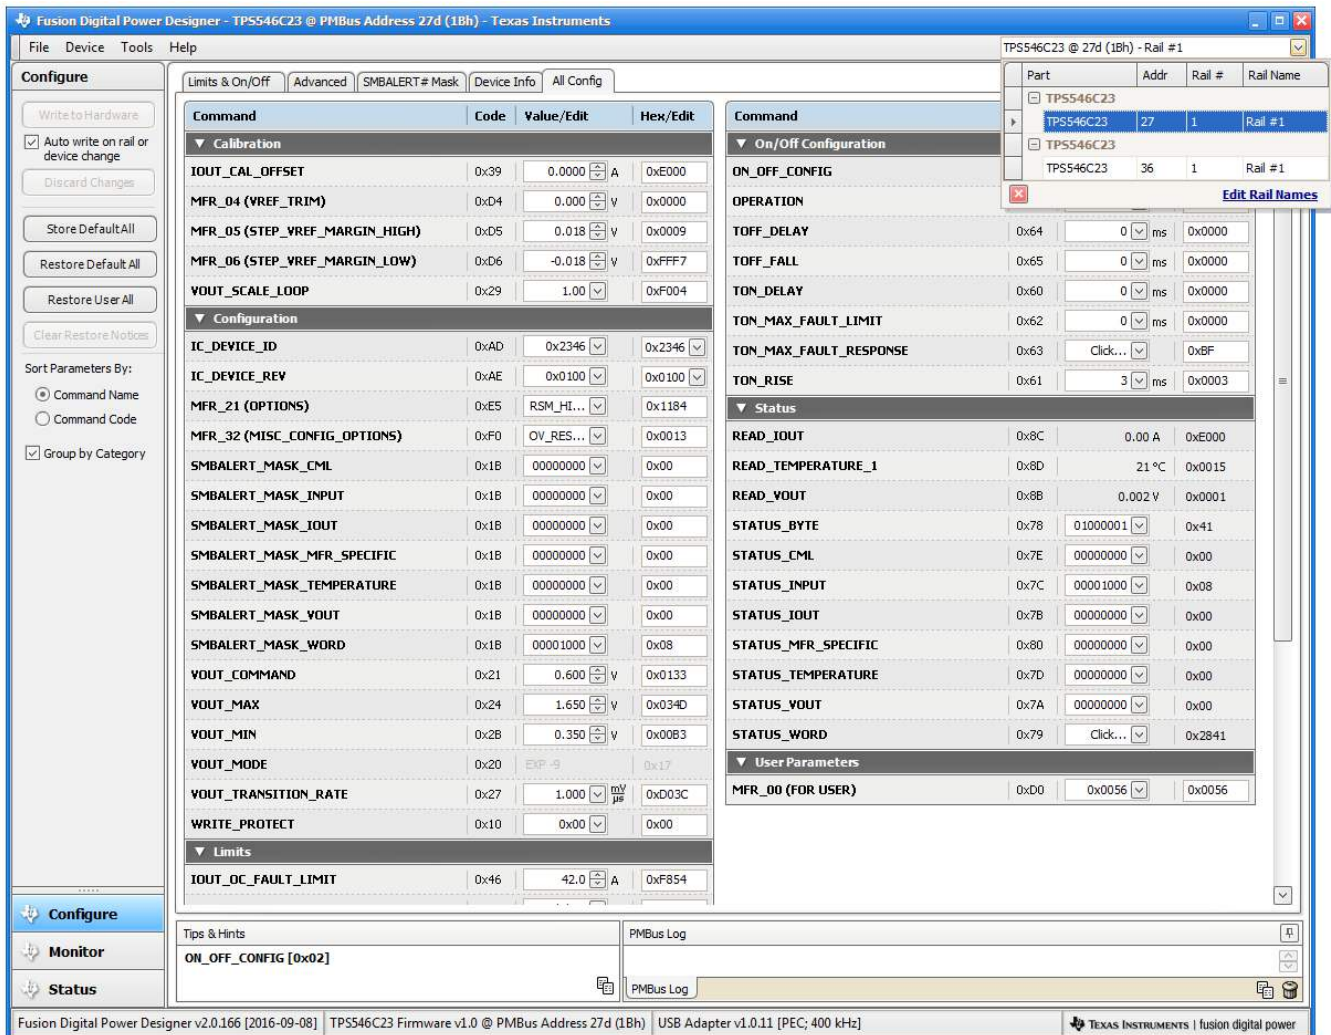 Fusion Digital Power Designer - TPS546C23 @ PMBus Address 27d (1Bh) - Texas Instruments
File Device Tools Help
TPS546C23 @ 27d (1Bh) - Rail #1
Part Addr Rail # Rail Name
TPS546C23
TPS546C23 27 1 Rail #1
TPS546C23
TPS546C23 36 1 Rail #1
Edit Rail Names
Configure
Write to Hardware
Auto write on rail or
device change
Discard Changes
Store Default All
Restore Default All
Restore User All
Clear Restore Notices
Sort Parameters By:
Command Name
Command Code
Group by Category
Limits & On/Off Advanced SMBALERT# Mask Device Info All Config
Command Code Value/Edit Hex/Edit
Calibration
IOUT_CAL_OFFSET 0x39 0.0000 A 0xE000
MFR_04 (VREF_TRIM) 0xD4 0.000 V 0x0000
MFR_05 (STEP_VREF_MARGIN_HIGH) 0xD5 0.018 V 0x0009
MFR_06 (STEP_VREF_MARGIN_LOW) 0xD6 -0.018 V 0xFFF7
VOUT_SCALE_LOOP 0x29 1.00 0xF004
Configuration
IC_DEVICE_ID 0xAD 0x2346 0x2346
IC_DEVICE_REV 0xAE 0x0100 0x0100
MFR_21 (OPTIONS) 0xE5 RSM_HI... 0x1184
MFR_32 (MISC_CONFIG_OPTIONS) 0xF0 OV_RES... 0x0013
SMBALERT_MASK_CML 0x1B 00000000 0x00
SMBALERT_MASK_INPUT 0x1B 00000000 0x00
SMBALERT_MASK_IOUT 0x1B 00000000 0x00
SMBALERT_MASK_MFR_SPECIFIC 0x1B 00000000 0x00
SMBALERT_MASK_TEMPERATURE 0x1B 00000000 0x00
SMBALERT_MASK_VOUT 0x1B 00000000 0x00
SMBALERT_MASK_WORD 0x1B 00001000 0x08
VOUT_COMMAND 0x21 0.600 V 0x0133
VOUT_MAX 0x24 1.650 V 0x034D
VOUT_MIN 0x2B 0.350 V 0x00B3
VOUT_MODE 0x20 EXP -9 0x17
VOUT_TRANSITION_RATE 0x27 1.000 mV/µs 0xD03C
WRITE_PROTECT 0x10 0x00 0x00
Limits
IOUT_OC_FAULT_LIMIT 0x46 42.0 A 0xF854
Command
On/Off Configuration
ON_OFF_CONFIG
OPERATION
TOFF_DELAY 0x64 0 ms 0x0000
TOFF_FALL 0x65 0 ms 0x0000
TON_DELAY 0x60 0 ms 0x0000
TON_MAX_FAULT_LIMIT 0x62 0 ms 0x0000
TON_MAX_FAULT_RESPONSE 0x63 Click... 0xBF
TON_RISE 0x61 3 ms 0x0003
Status
READ_IOUT 0x8C 0.00 A 0xE000
READ_TEMPERATURE_1 0x8D 21 °C 0x0015
READ_VOUT 0x8B 0.002 V 0x0001
STATUS_BYTE 0x78 01000001 0x41
STATUS_CML 0x7E 00000000 0x00
STATUS_INPUT 0x7C 00001000 0x08
STATUS_IOUT 0x7B 00000000 0x00
STATUS_MFR_SPECIFIC 0x80 00000000 0x00
STATUS_TEMPERATURE 0x7D 00000000 0x00
STATUS_VOUT 0x7A 00000000 0x00
STATUS_WORD 0x79 Click... 0x2841
User Parameters
MFR_00 (FOR USER) 0xD0 0x0056 0x0056
Configure
Monitor
Status
Tips & Hints
ON_OFF_CONFIG [0x02]
PMBus Log
PMBus Log
Fusion Digital Power Designer v2.0.166 [2016-09-08] TPS546C23 Firmware v1.0 @ PMBus Address 27d (1Bh) USB Adapter v1.0.11 [PEC; 400 kHz] TEXAS INSTRUMENTS | fusion digital power